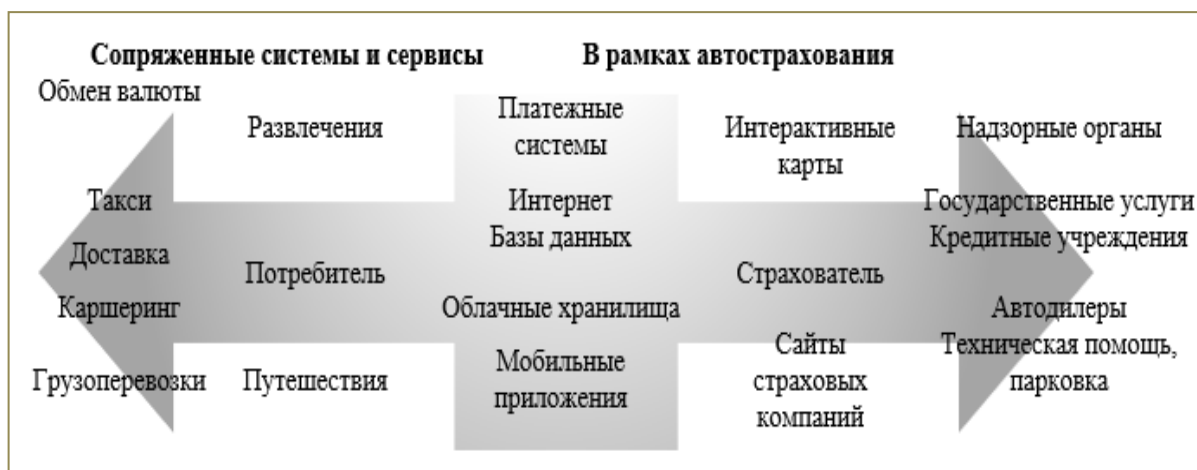 Сопряженные системы и сервисы
В рамках автострахования
Обмен валюты
Развлечения
Платежные
системы
Интерактивные
карты
Надзорные органы
Такси
Интернет
Государственные услуги
Базы данных
Кредитные учреждения
Доставка
Потребитель
Страхователь
Каршеринг
Облачные хранилища
Автодилеры
Грузоперевозки
Путешествия
Мобильные
приложения
Сайты
страховых
компаний
Техническая помощь,
парковка